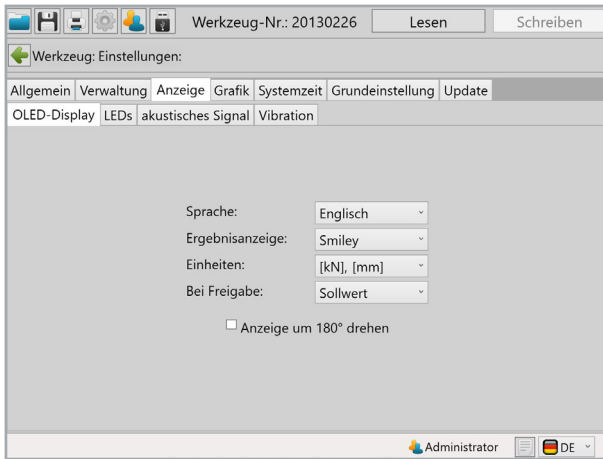 Werkzeug-Nr.: 20130226 Lesen Schreiben
Werkzeug: Einstellungen:
Allgemein Verwaltung Anzeige Grafik Systemzeit Grundeinstellung Update
OLED-Display LEDs akustisches Signal Vibration
Sprache: Englisch
Ergebnisanzeige: Smiley
Einheiten: [kN], [mm]
Bei Freigabe: Sollwert
Anzeige um 180° drehen
Administrator DE